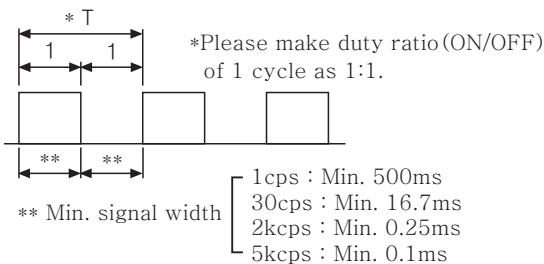 * T
1 1
*Please make duty ratio(ON/OFF)
of 1 cycle as 1:1.
** **
** Min. signal width
1cps : Min. 500ms
30cps : Min. 16.7ms
2kcps : Min. 0.25ms
5kcps : Min. 0.1ms